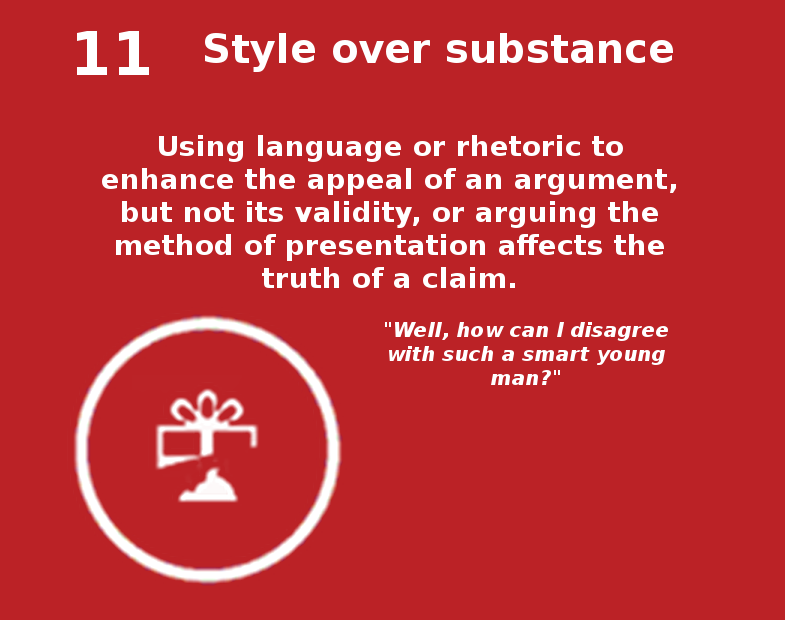 11 Style over substance
Using language or rhetoric to
enhance the appeal of an argument,
but not its validity, or arguing the
method of presentation affects the
truth of a claim.
"Well, how can I disagree
with such a smart young
man?"